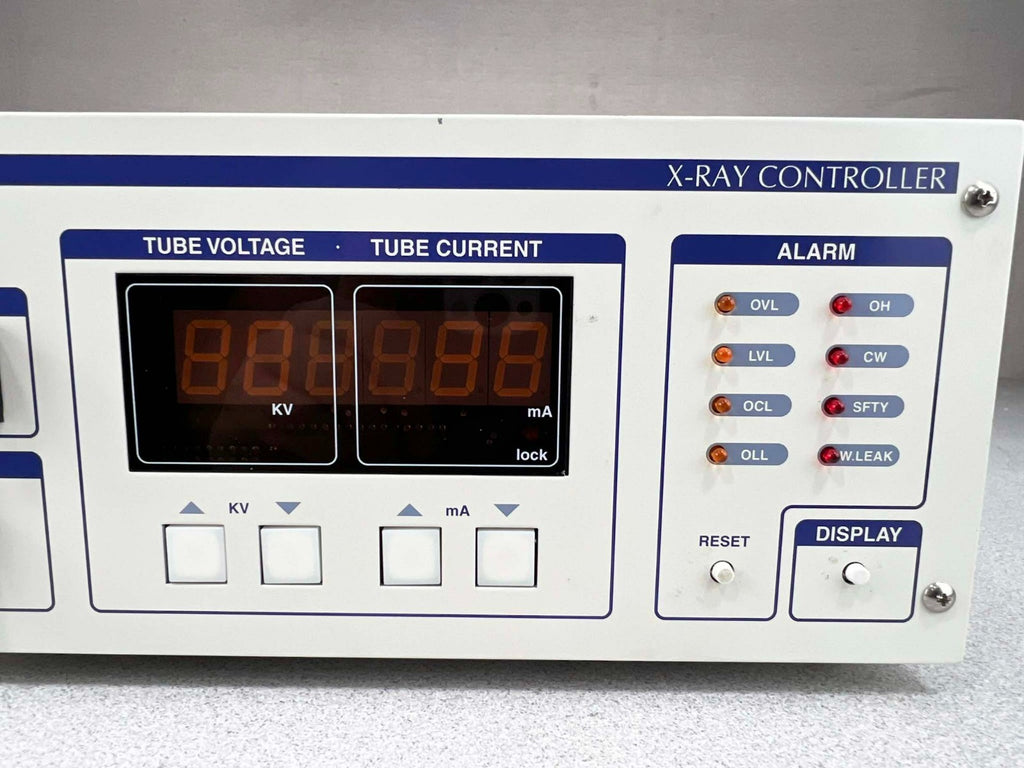 X-RAY CONTROLLER
TUBE VOLTAGE · TUBE CURRENT
KV
mA
lock
KV
mA
ALARM
OVL OH
LVL CW
OCL SFTY
OLL W.LEAK
RESET
DISPLAY